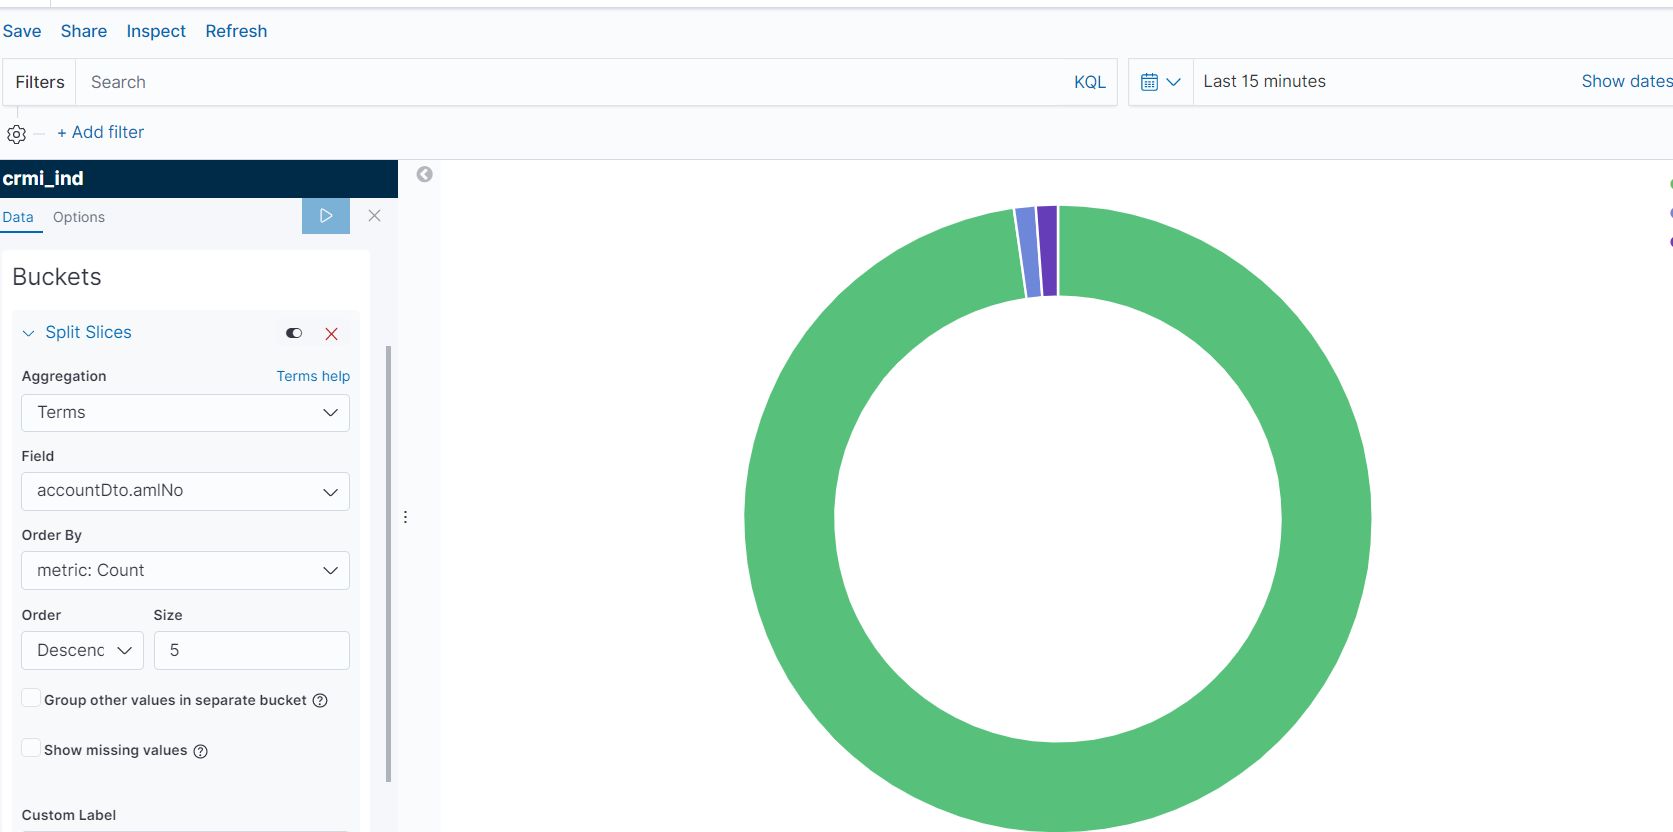 Save Share Inspect Refresh
Filters Search KQL Last 15 minutes Show dates
+ Add filter
crmi_ind
Data Options
Buckets
Split Slices
Aggregation Terms help
Terms
Field
accountDto.amlNo
Order By
metric: Count
Order Size
Descenc 5
Group other values in separate bucket
Show missing values
Custom Label